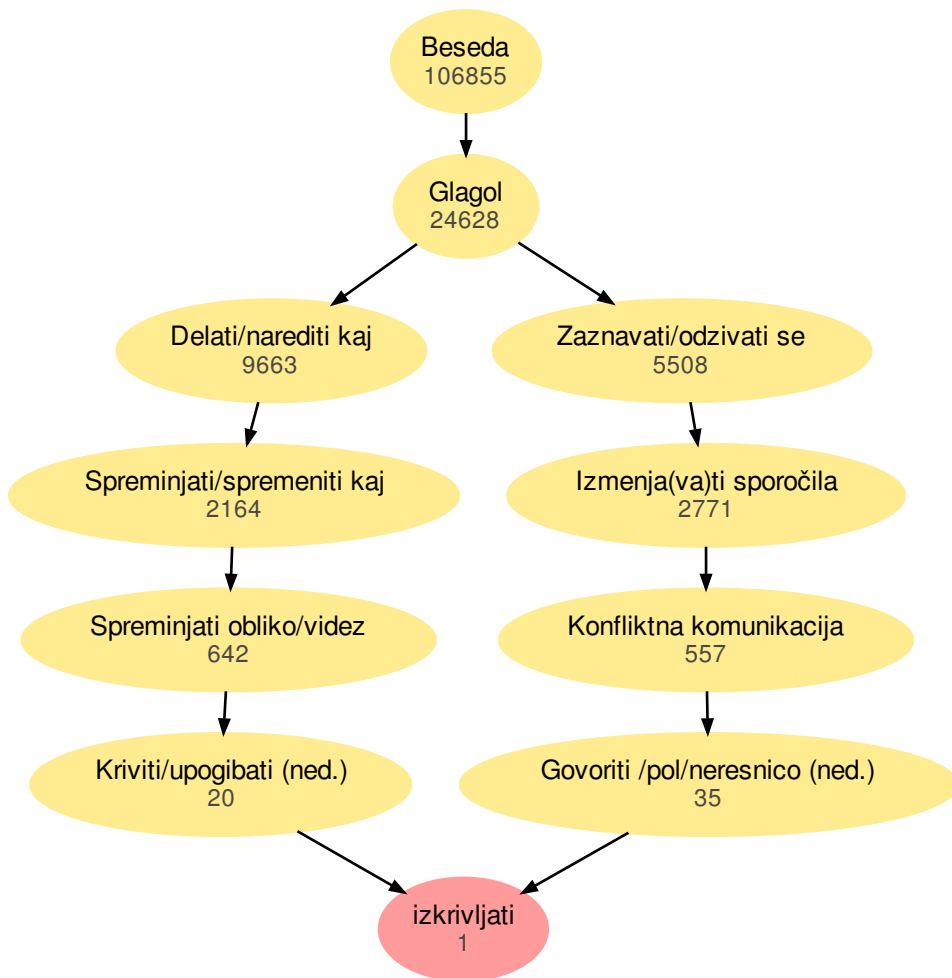 Beseda
106855
Glagol
24628
Delati/narediti kaj
9663
Zaznavati/odzivati se
5508
Spreminjati/spremeniti kaj
2164
Izmenja(va)ti sporočila
2771
Spreminjati obliko/videz
642
Konfliktna komunikacija
557
Kriviti/upogibati (ned.)
20
Govoriti /pol/neresnico (ned.)
35
izkrivljati
1